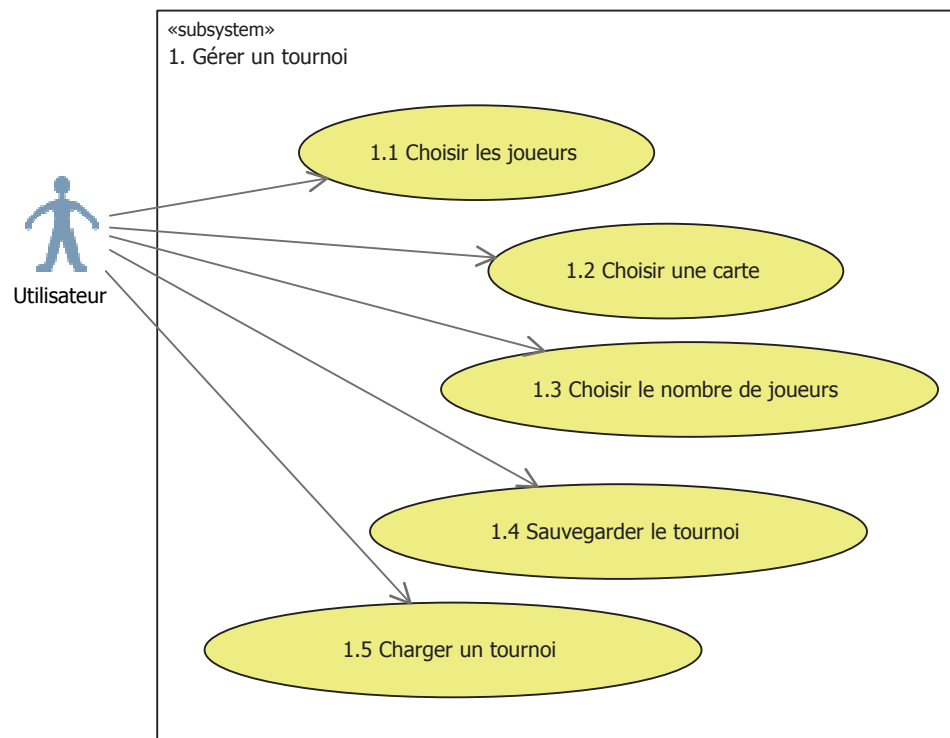 «subsystem»
1. Gérer un tournoi
1.1 Choisir les joueurs
1.2 Choisir une carte
Utilisateur
1.3 Choisir le nombre de joueurs
1.4 Sauvegarder le tournoi
1.5 Charger un tournoi